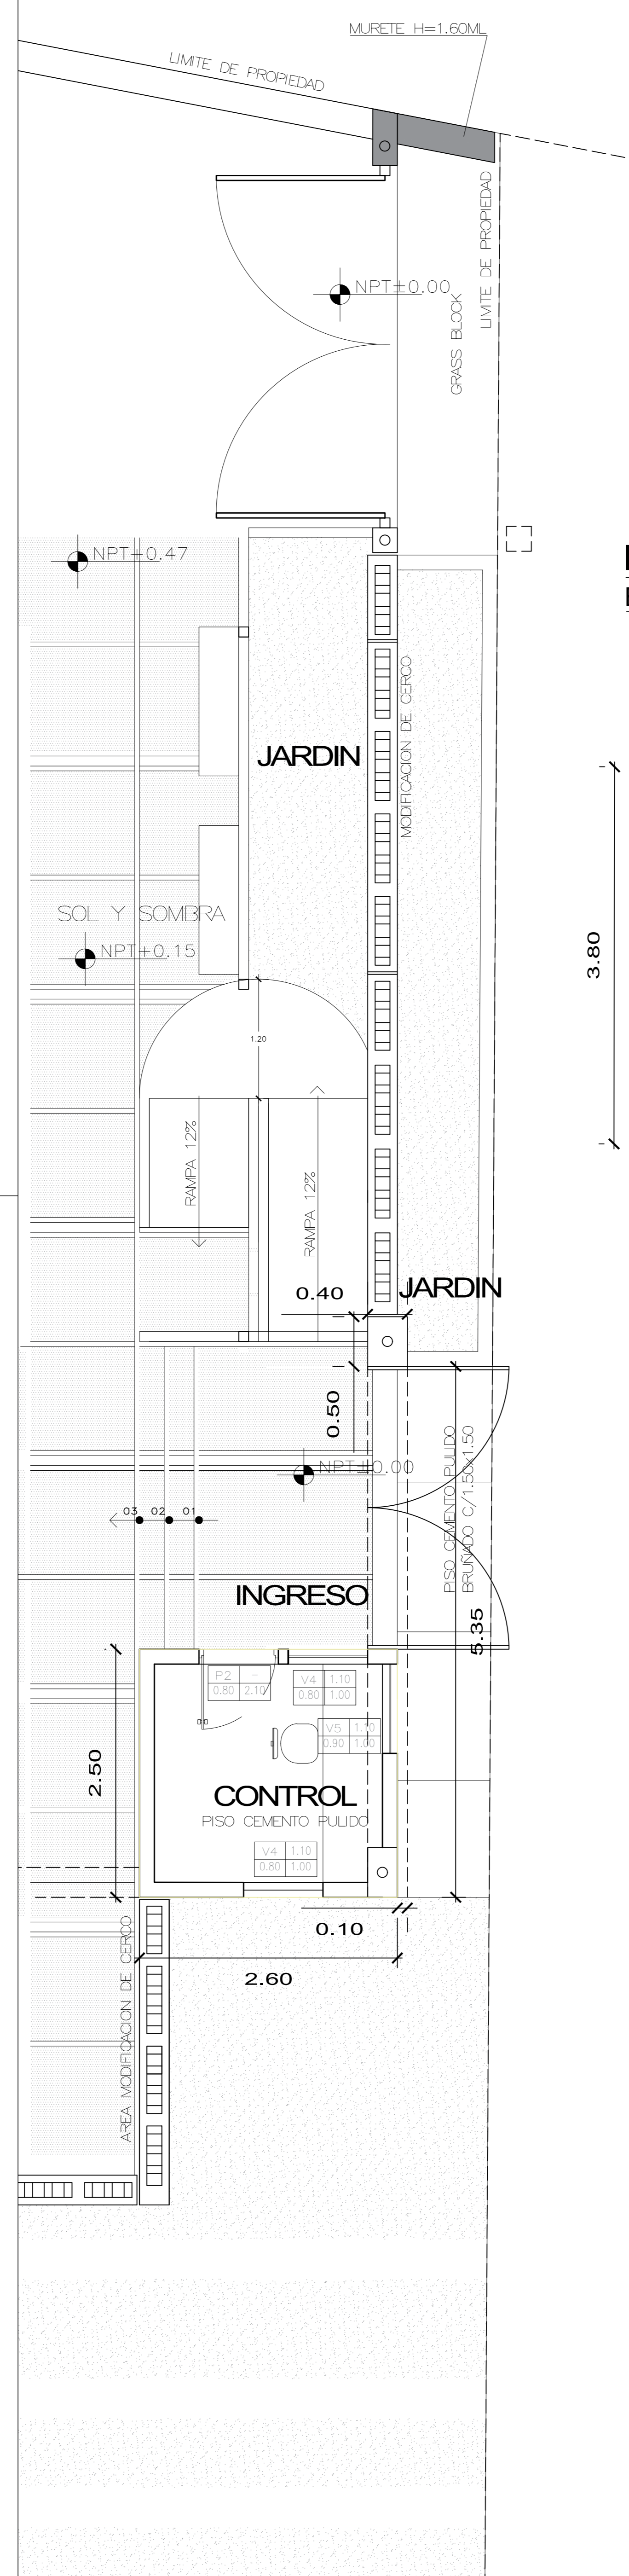 MURETE H=1.60ML
LIMITE DE PROPIEDAD
LIMITE DE PROPIEDAD
NPT±0.00
GRASS BLOCK
NPT+0.47
JARDIN
MODIFICACION DE CERCO
SOL Y SOMBRA
NPT+0.15
3.80
1.20
RAMPA 12%
RAMPA 12%
0.40
JARDIN
0.50
NPT±0.00
PISO CEMENTO PULIDO
BRUÑADO C/1.50x1.50
03 02 01
INGRESO
5.35
P2 -
0.80 2.10
V4 1.10
0.80 1.00
V5 1.10
0.90 1.00
2.50
CONTROL
PISO CEMENTO PULIDO
V4 1.10
0.80 1.00
0.10
2.60
AREA MODIFICACION DE CERCO